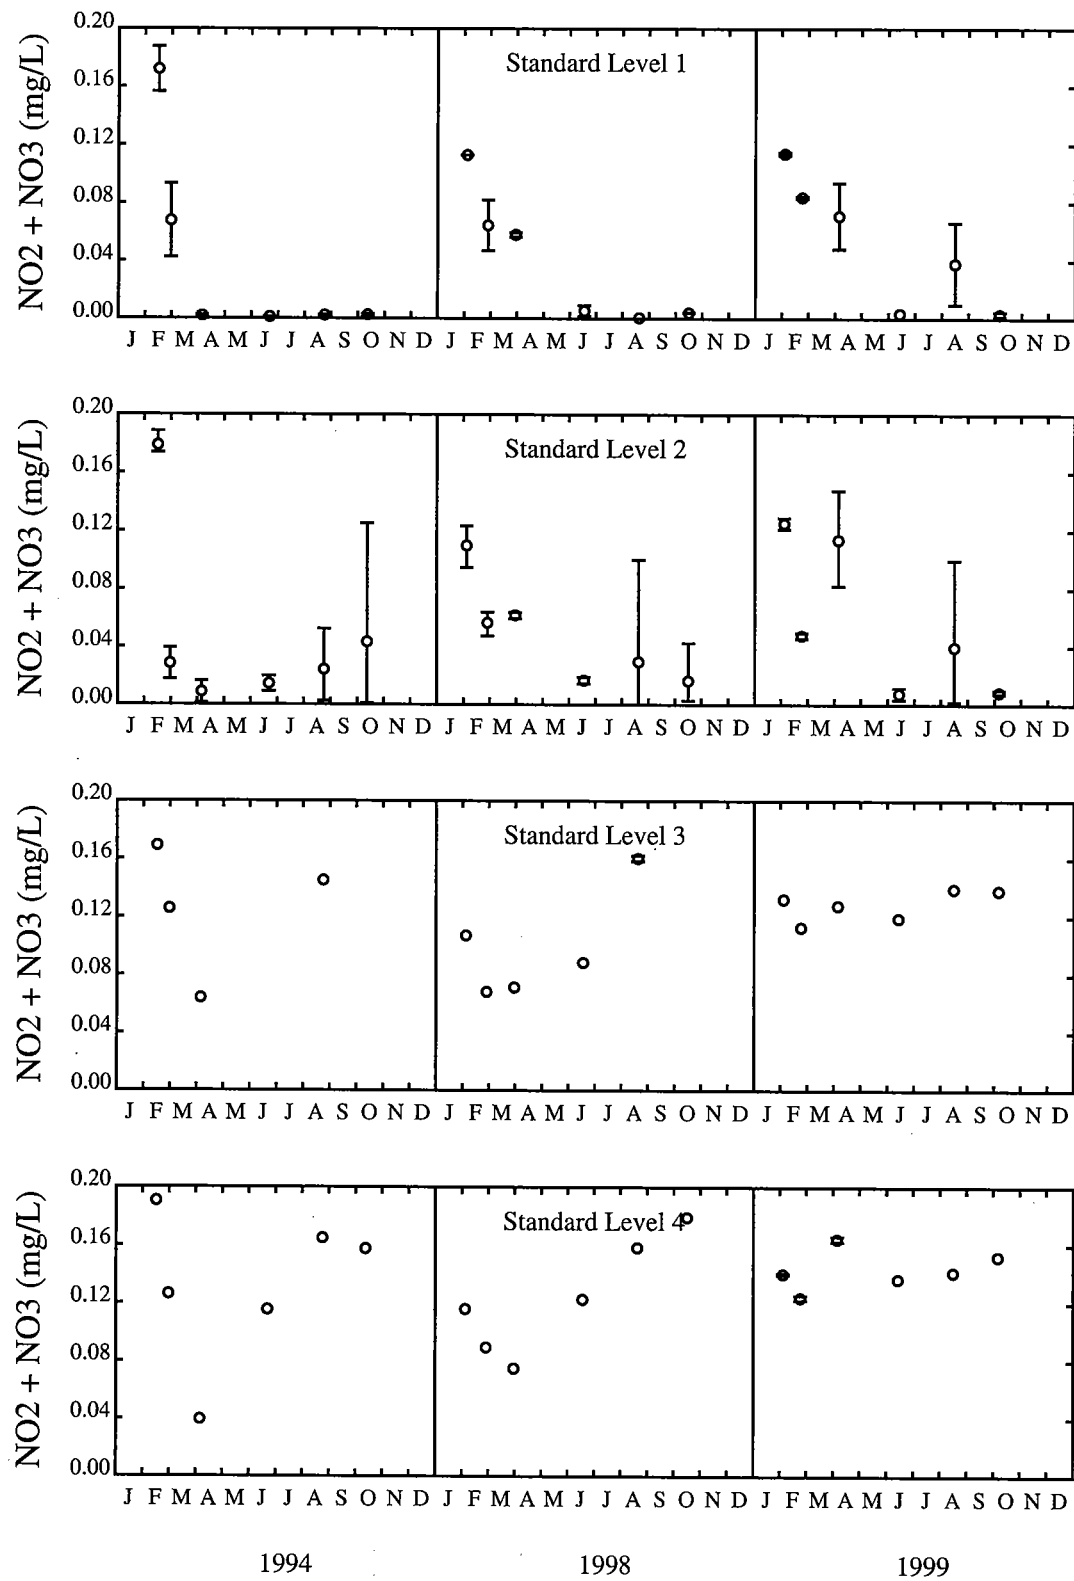 NO2 + NO3 (mg/L)
0.20
0.16
0.12
0.08
0.04
0.00
Standard Level 1
J F M A M J J A S O N D J F M A M J J A S O N D J F M A M J J A S O N D
NO2 + NO3 (mg/L)
0.20
0.16
0.12
0.08
0.04
0.00
Standard Level 2
J F M A M J J A S O N D J F M A M J J A S O N D J F M A M J J A S O N D
NO2 + NO3 (mg/L)
0.20
0.16
0.12
0.08
0.04
0.00
Standard Level 3
J F M A M J J A S O N D J F M A M J J A S O N D J F M A M J J A S O N D
NO2 + NO3 (mg/L)
0.20
0.16
0.12
0.08
0.04
0.00
Standard Level 4
J F M A M J J A S O N D J F M A M J J A S O N D J F M A M J J A S O N D
1994 1998 1999